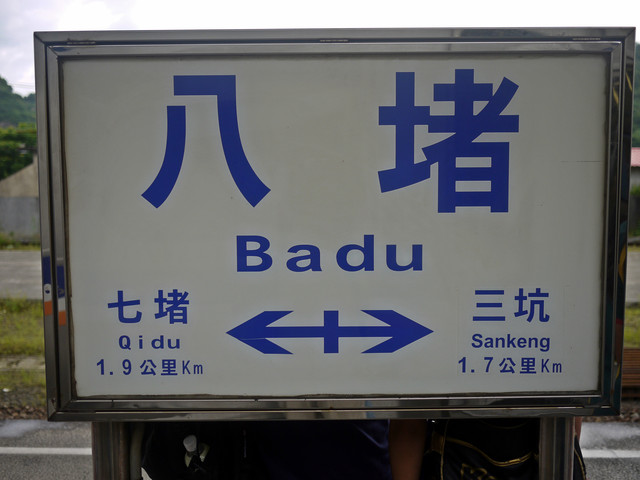 八堵
Badu
七堵
Qidu
1.9公里Km
三坑
Sankeng
1.7公里Km